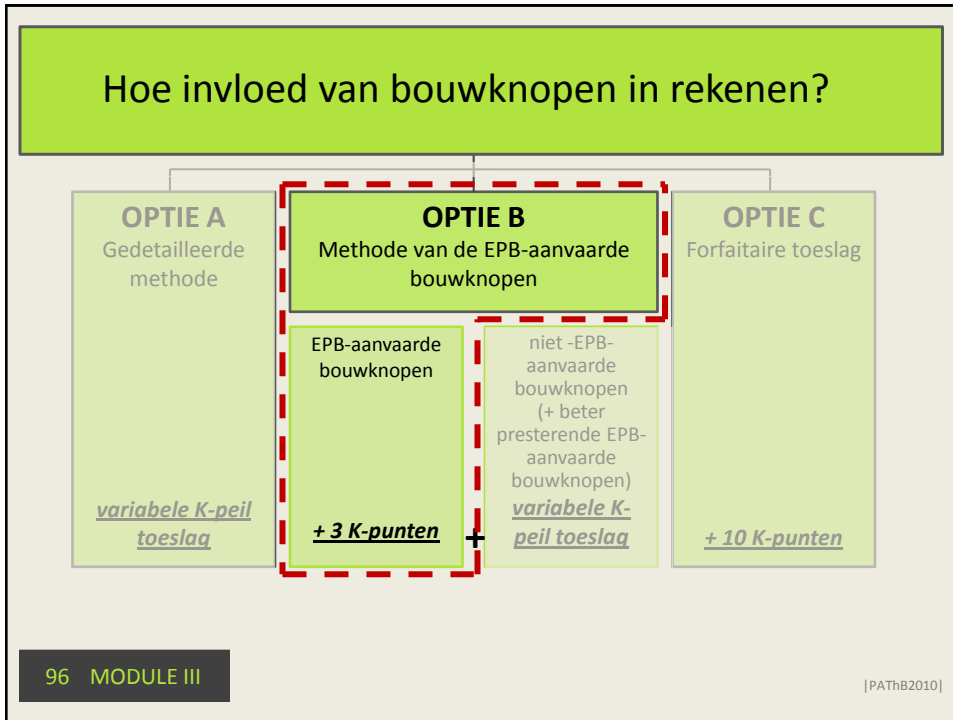 Hoe invloed van bouwknopen in rekenen?
OPTIE A
Gedetailleerde
methode
variabele K-peil
toeslag
OPTIE B
Methode van de EPB-aanvaarde
bouwknopen
EPB-aanvaarde
bouwknopen
+ 3 K-punten
+
niet -EPB-
aanvaarde
bouwknopen
(+ beter
presterende EPB-
aanvaarde
bouwknopen)
variabele K-
peil toeslag
OPTIE C
Forfaitaire toeslag
+ 10 K-punten
96 MODULE III
|PAThB2010|